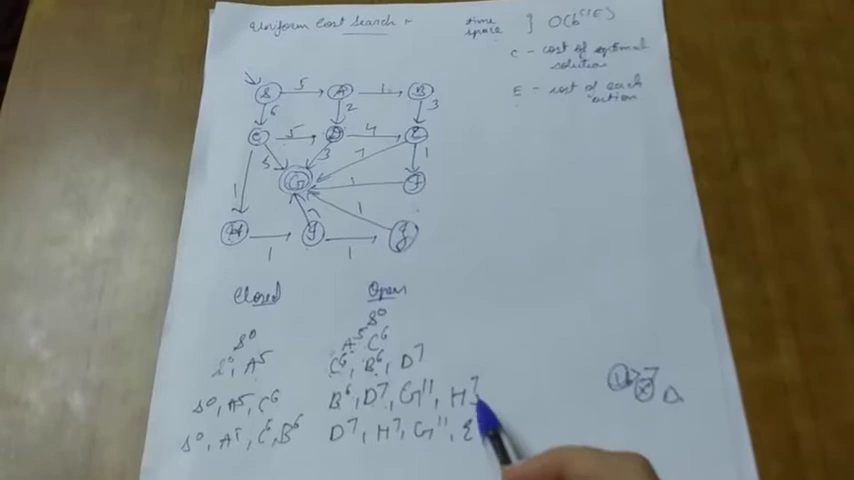 Uniform Cost Search
time
space } O(b^C/E)
C - cost of optimal
solution
E - cost of each
action
S 5 A 1 B
6 2 3
C 5 D 4 E
5 3 7 1
G 1 F
1 1
H 1 I 1 J
Closed Open
S⁰
S⁰ A⁵ C⁶
S⁰, A⁵ C⁶, B⁶, D⁷
S⁰, A⁵, C⁶ B⁶, D⁷, G¹¹, H⁷
S⁰, A⁵, C⁶, B⁶ D⁷, H⁷, G¹¹, E